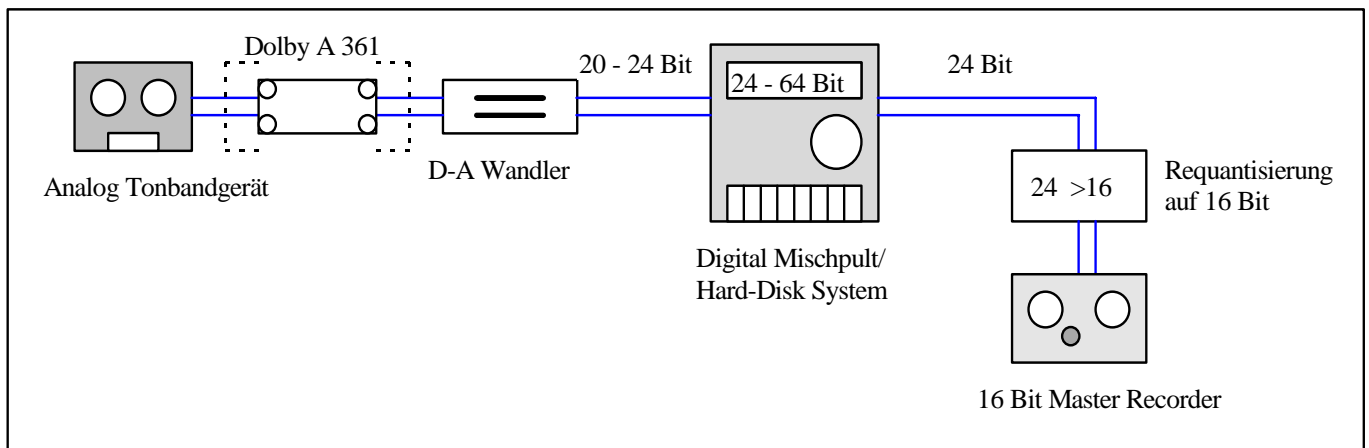 Dolby A 361
20 - 24 Bit
24 Bit
24 - 64 Bit
Analog Tonbandgerät
D-A Wandler
24 >16
Requantisierung
auf 16 Bit
Digital Mischpult/
Hard-Disk System
16 Bit Master Recorder